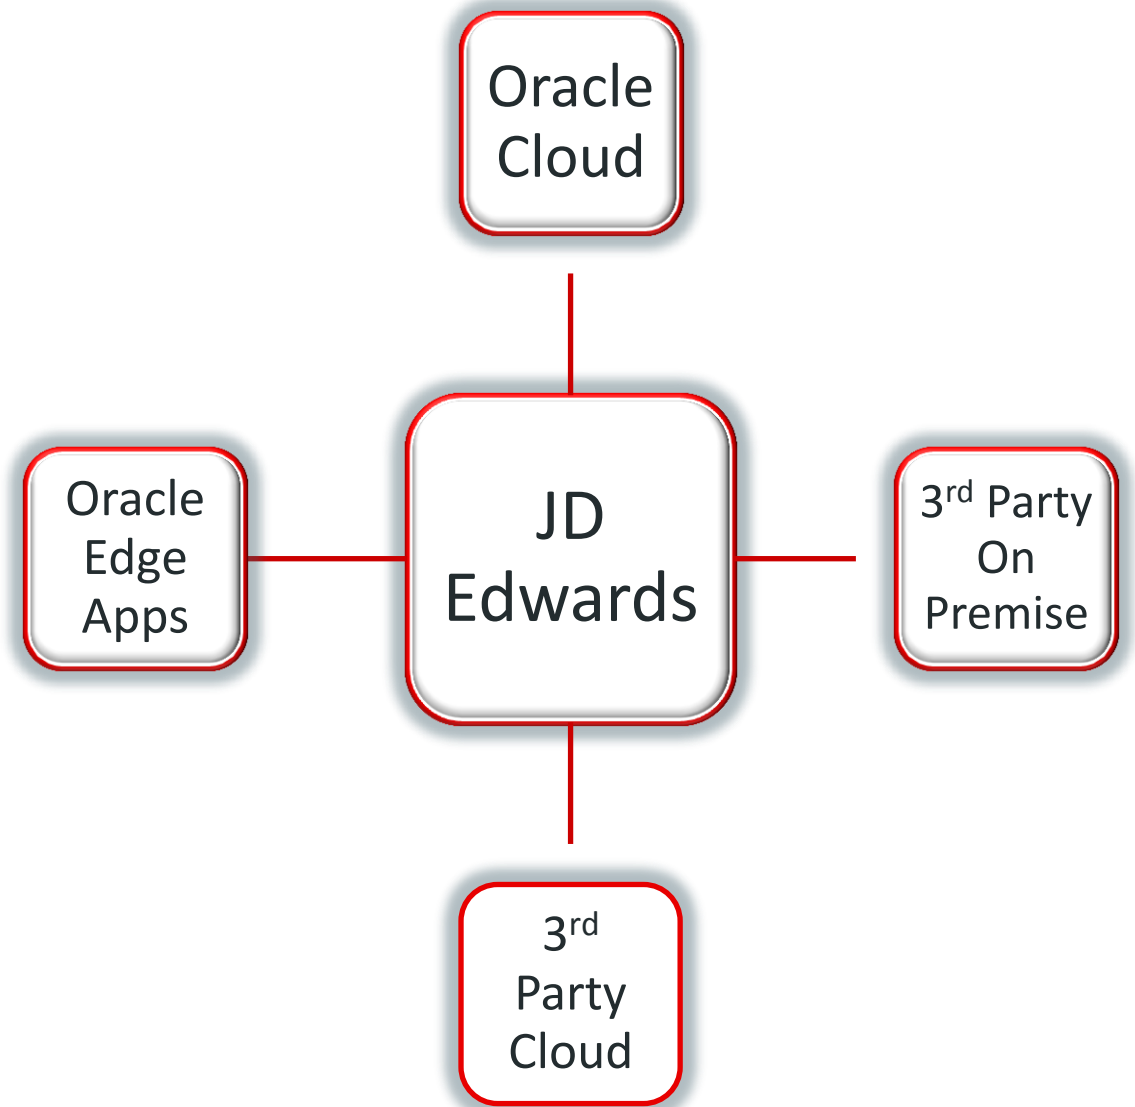 Oracle
Cloud
Oracle
Edge
Apps
JD
Edwards
3rd Party
On
Premise
3rd
Party
Cloud